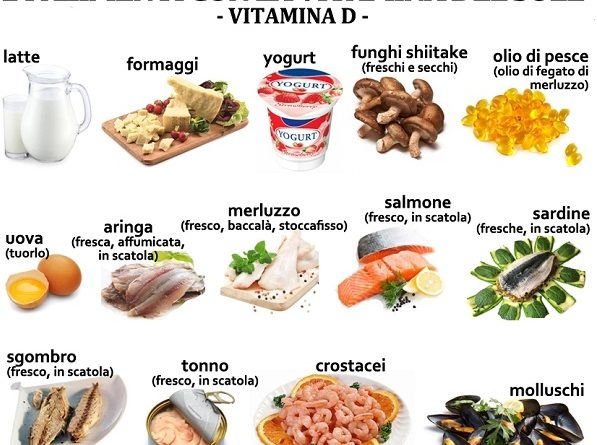 - VITAMINA D -
latte
formaggi
yogurt
funghi shiitake
(freschi e secchi)
olio di pesce
(olio di fegato di
merluzzo)
YOGURT
YOGURT
uova
(tuorlo)
aringa
(fresca, affumicata,
in scatola)
merluzzo
(fresco, baccalà, stoccafisso)
salmone
(fresco, in scatola)
sardine
(fresche, in scatola)
sgombro
(fresco, in scatola)
tonno
(fresco, in scatola)
crostacei
molluschi